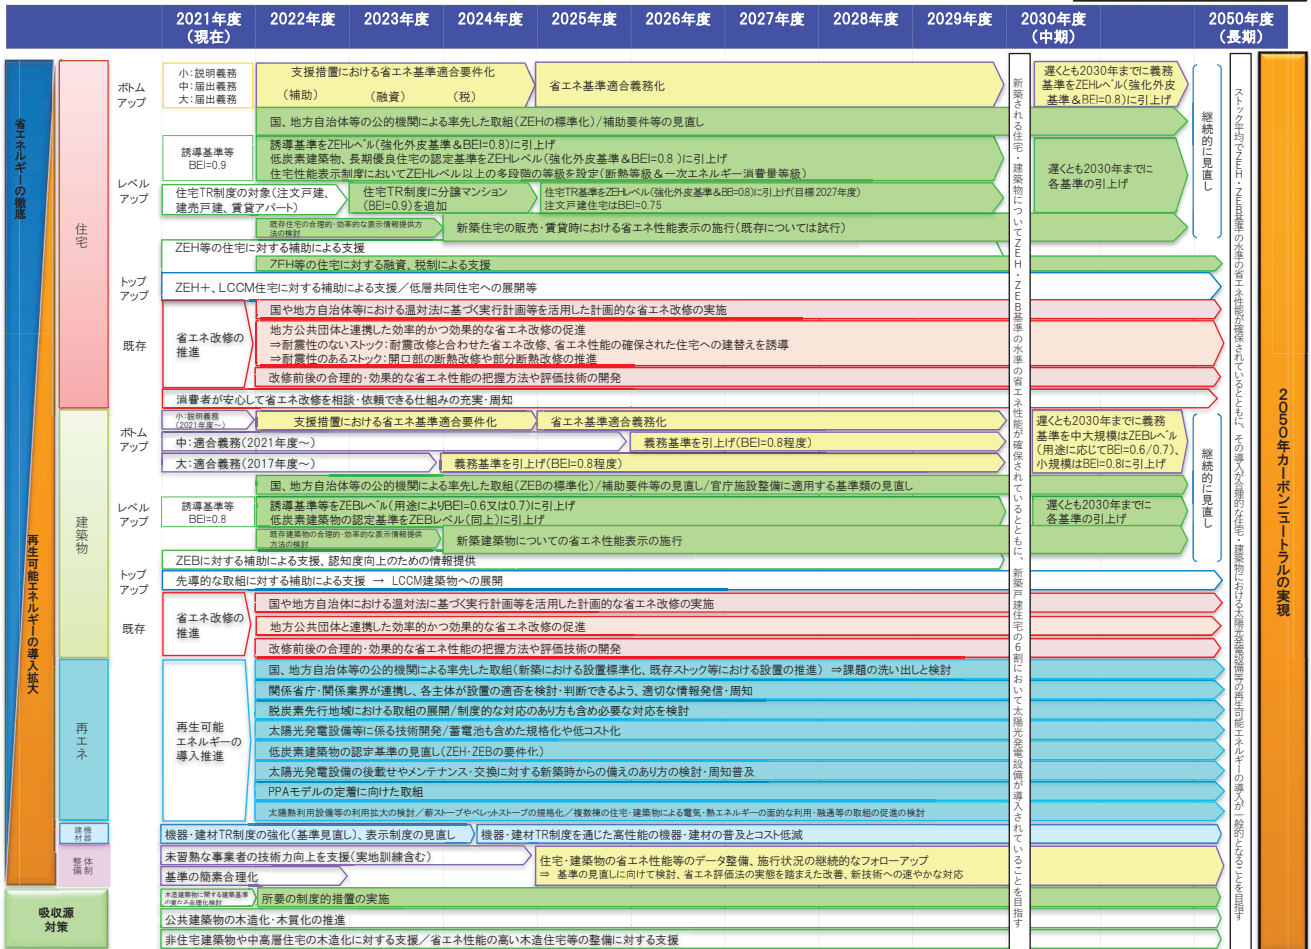 2021年度
（現在）
2022年度
2023年度
2024年度
2025年度
2026年度
2027年度
2028年度
2029年度
2030年度
（中期）
2050年度
（長期）
省エネルギーの徹底
再生可能エネルギーの導入拡大
住宅
ボトム
アップ
小：説明義務
中：届出義務
大：届出義務
支援措置における省エネ基準適合要件化
（補助）　（融資）　（税）
省エネ基準適合義務化
遅くとも2030年までに義務
基準をZEHレベル（強化外皮
基準＆BEI=0.8）に引上げ
国、地方自治体等の公的機関による率先した取組（ZEHの標準化）/補助要件等の見直し
レベル
アップ
誘導基準等
BEI=0.9
誘導基準をZEHレベル（強化外皮基準＆BEI=0.8）に引上げ
低炭素建築物、長期優良住宅の認定基準をZEHレベル（強化外皮基準＆BEI=0.8 ）に引上げ
住宅性能表示制度においてZEHレベル以上の多段階の等級を設定（断熱等級＆一次エネルギー消費量等級）
遅くとも2030年までに
各基準の引上げ
住宅TR制度の対象（注文戸建、
建売戸建、賃貸アパート）
住宅TR制度に分譲マンション
（BEI=0.9）を追加
住宅TR基準をZEHレベル（強化外皮基準＆BEI=0.8）に引上げ（目標2027年度）
注文戸建住宅はBEI=0.75
既存住宅の合理的・効率的な表示情報提供方
法の検討
新築住宅の販売・賃貸時における省エネ性能表示の施行（既存については試行）
継続的に見直し
ZEH等の住宅に対する補助による支援
ZEH等の住宅に対する融資、税制による支援
トップ
アップ
ZEH＋、LCCM住宅に対する補助による支援／低層共同住宅への展開等
既存
省エネ改修の
推進
国や地方自治体等における温対法に基づく実行計画等を活用した計画的な省エネ改修の実施
地方公共団体と連携した効率的かつ効果的な省エネ改修の促進
⇒耐震性のないストック：耐震改修と合わせた省エネ改修、省エネ性能の確保された住宅への建替えを誘導
⇒耐震性のあるストック：開口部の断熱改修や部分断熱改修の推進
改修前後の合理的・効果的な省エネ性能の把握方法や評価技術の開発
消費者が安心して省エネ改修を相談・依頼できる仕組みの充実・周知
建築物
ボトム
アップ
小：説明義務
（2021年度～）
支援措置における省エネ基準適合要件化
省エネ基準適合義務化
遅くとも2030年までに義務
基準を中大規模はZEBレベル
（用途に応じてBEI=0.6/0.7）、
小規模はBEI=0.8に引上げ
中：適合義務（2021年度～）
義務基準を引上げ（BEI=0.8程度）
大：適合義務（2017年度～）
義務基準を引上げ（BEI=0.8程度）
国、地方自治体等の公的機関による率先した取組（ZEBの標準化）/補助要件等の見直し/官庁施設整備に適用する基準類の見直し
レベル
アップ
誘導基準等
BEI=0.8
誘導基準等をZEBレベル（用途によりBEI=0.6又は0.7）に引上げ
低炭素建築物の認定基準をZEBレベル（同上）に引上げ
遅くとも2030年までに
各基準の引上げ
既存建築物の合理的・効率的な表示情報提供
方法の検討
新築建築物についての省エネ性能表示の施行
継続的に見直し
ZEBに対する補助による支援、認知度向上のための情報提供
トップ
アップ
先導的な取組に対する補助による支援 → LCCM建築物への展開
既存
省エネ改修の
推進
国や地方自治体における温対法に基づく実行計画等を活用した計画的な省エネ改修の実施
地方公共団体と連携した効率的かつ効果的な省エネ改修の促進
改修前後の合理的・効果的な省エネ性能の把握方法や評価技術の開発
再エネ
再生可能
エネルギーの
導入推進
国、地方自治体等の公的機関による率先した取組（新築における設置標準化、既存ストック等における設置の推進） ⇒課題の洗い出しと検討
関係省庁・関係業界が連携し、各主体が設置の適否を検討・判断できるよう、適切な情報発信・周知
脱炭素先行地域における取組の展開/制度的な対応のあり方も含め必要な対応を検討
太陽光発電設備等に係る技術開発/蓄電池も含めた規格化や低コスト化
低炭素建築物の認定基準の見直し（ZEH・ZEBの要件化）
太陽光発電設備の後載せやメンテナンス・交換に対する新築時からの備えのあり方の検討・周知普及
PPAモデルの定着に向けた取組
太陽熱利用設備等の利用拡大の検討／薪ストーブやペレットストーブの規格化／複数棟の住宅・建築物による電気・熱エネルギーの面的な利用・融通等の取組の促進の検討
建材
機器
機器・建材TR制度の強化（基準見直し）、表示制度の見直し
機器・建材TR制度を通じた高性能の機器・建材の普及とコスト低減
体制
整備
未習熟な事業者の技術力向上を支援（実地訓練含む）
基準の簡素合理化
住宅・建築物の省エネ性能等のデータ整備、施行状況の継続的なフォローアップ
⇒ 基準の見直しに向けて検討、省エネ評価法の実態を踏まえた改善、新技術への速やかな対応
吸収源
対策
木造建築物に関する建築基準
の更なる合理化検討
所要の制度的措置の実施
公共建築物の木造化・木質化の推進
非住宅建築物や中高層住宅の木造化に対する支援／省エネ性能の高い木造住宅等の整備に対する支援
新築される住宅・建築物についてZEH・ZEB基準の水準の省エネ性能が確保されているとともに、新築戸建住宅の6割において太陽光発電設備が導入されていることを目指す
ストック平均でZEH・ZEB基準の水準の省エネ性能が確保されているとともに、その導入が合理的な住宅・建築物における太陽光発電設備等の再生可能エネルギーの導入が一般的となることを目指す
2050年カーボンニュートラルの実現